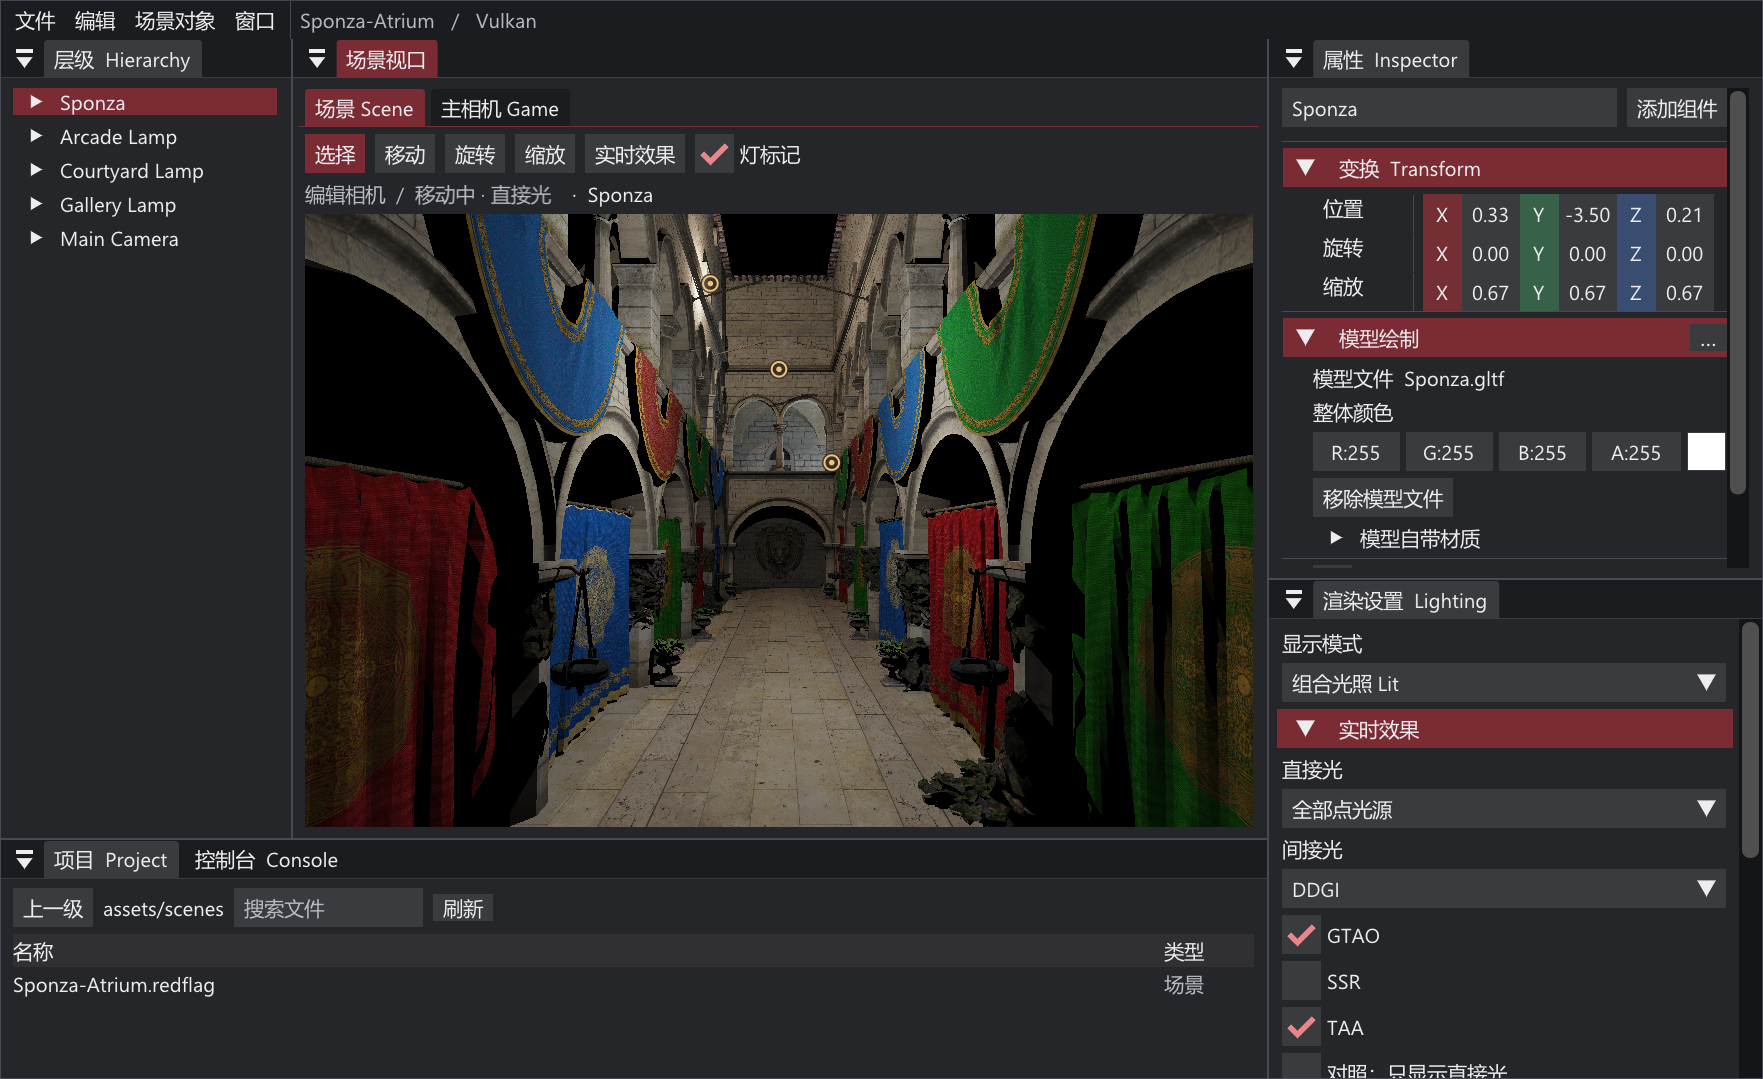 文件 编辑 场景对象 窗口 Sponza-Atrium / Vulkan
层级 Hierarchy
Sponza
Arcade Lamp
Courtyard Lamp
Gallery Lamp
Main Camera
场景视口
场景 Scene 主相机 Game
选择 移动 旋转 缩放 实时效果 灯标记
编辑相机 / 移动中 · 直接光 · Sponza
属性 Inspector
Sponza 添加组件
变换 Transform
位置 X 0.33 Y -3.50 Z 0.21
旋转 X 0.00 Y 0.00 Z 0.00
缩放 X 0.67 Y 0.67 Z 0.67
模型绘制 ...
模型文件 Sponza.gltf
整体颜色
R:255 G:255 B:255 A:255
移除模型文件
模型自带材质
渲染设置 Lighting
显示模式
组合光照 Lit
实时效果
直接光
全部点光源
间接光
DDGI
GTAO
SSR
TAA
对照：只显示直接光
项目 Project 控制台 Console
上一级 assets/scenes 搜索文件 刷新
名称 类型
Sponza-Atrium.redflag 场景